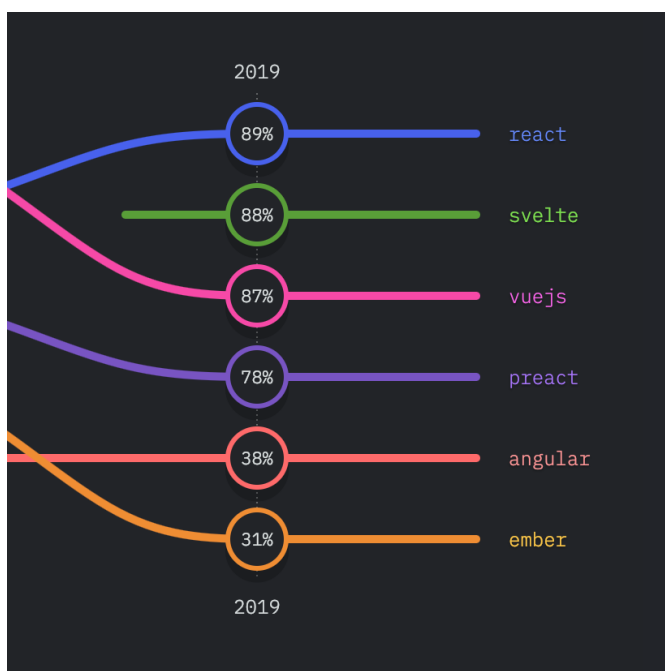 2019
89% react
88% svelte
87% vuejs
78% preact
38% angular
31% ember
2019